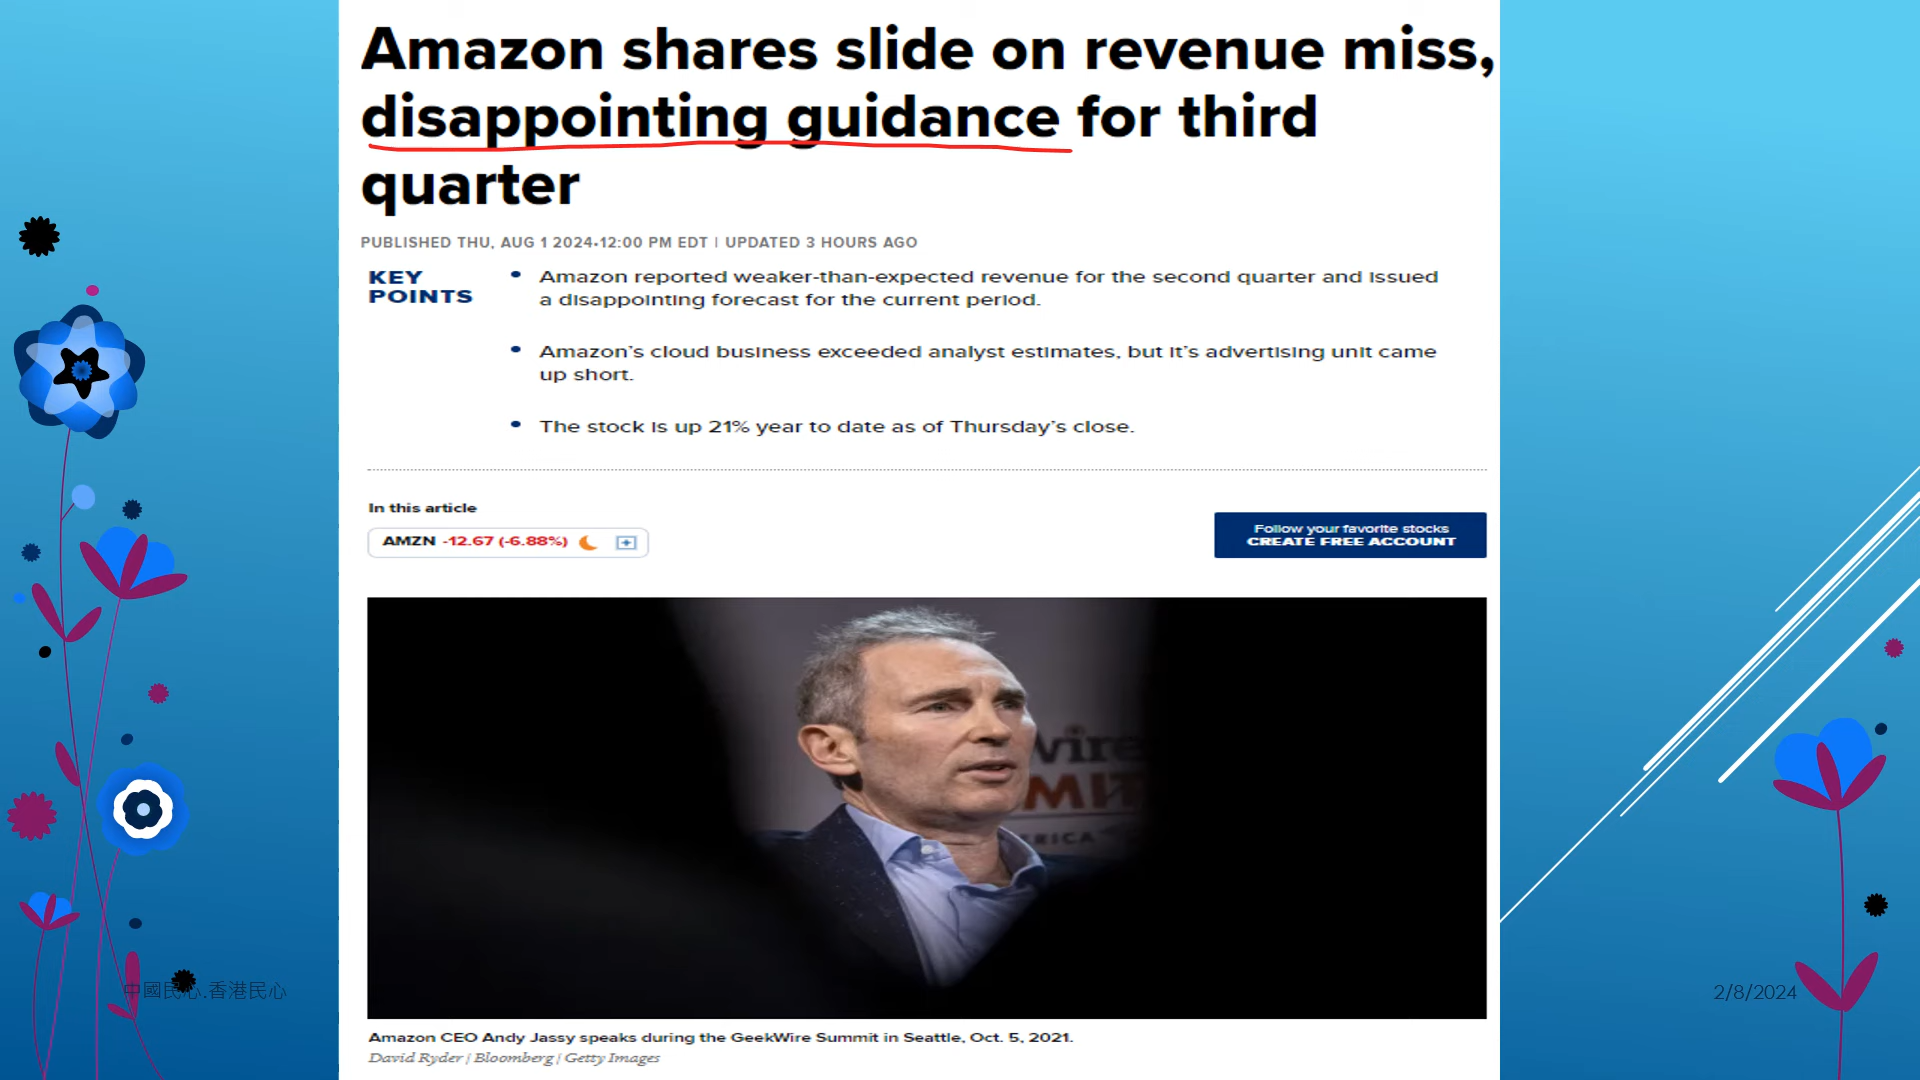 Amazon shares slide on revenue miss,
disappointing guidance for third
quarter
PUBLISHED THU, AUG 1 2024•12:00 PM EDT | UPDATED 3 HOURS AGO
KEY
POINTS
• Amazon reported weaker-than-expected revenue for the second quarter and issued
a disappointing forecast for the current period.
• Amazon's cloud business exceeded analyst estimates, but it's advertising unit came
up short.
• The stock is up 21% year to date as of Thursday's close.
In this article
AMZN -12.67 (-6.88%)
Follow your favorite stocks
CREATE FREE ACCOUNT
Amazon CEO Andy Jassy speaks during the GeekWire Summit in Seattle, Oct. 5, 2021.
David Ryder | Bloomberg | Getty Images
中國民心.香港民心
2/8/2024